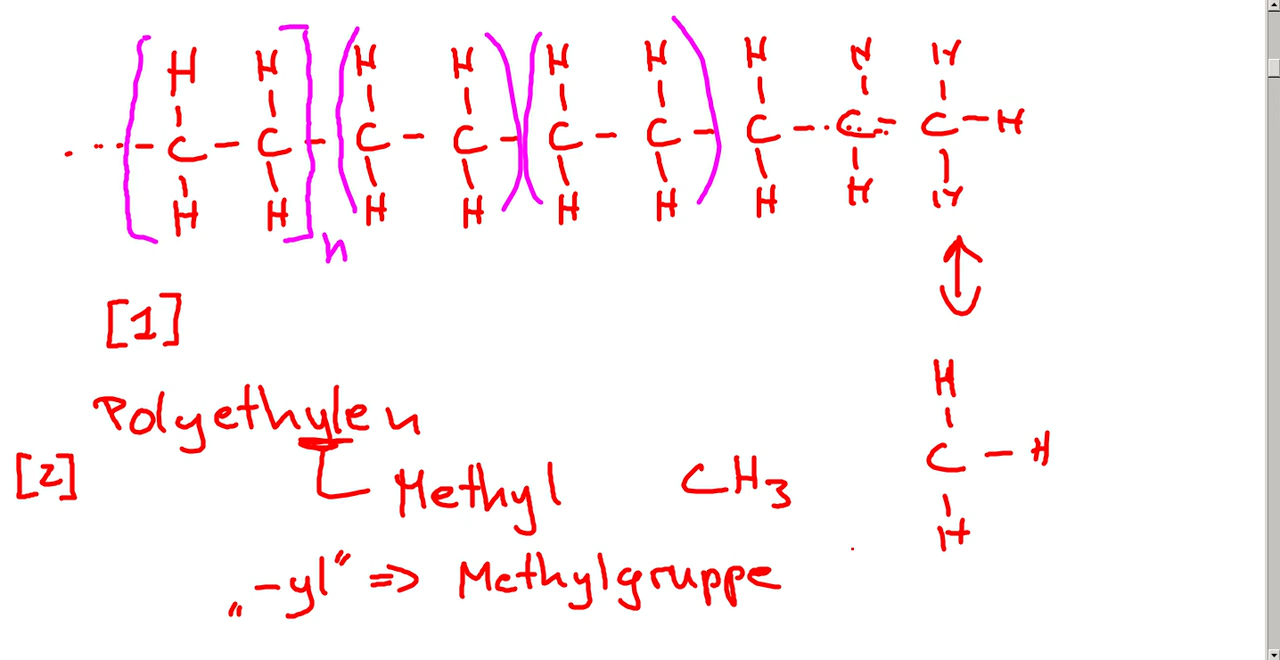 H H H H H H H H H
... - C - C - C - C - C - C - C - C - C - H
H H H H H H H H H
n
[1]
H
Polyethylen
C - H
[2] Methyl CH3
H
„-yl" => Methylgruppe